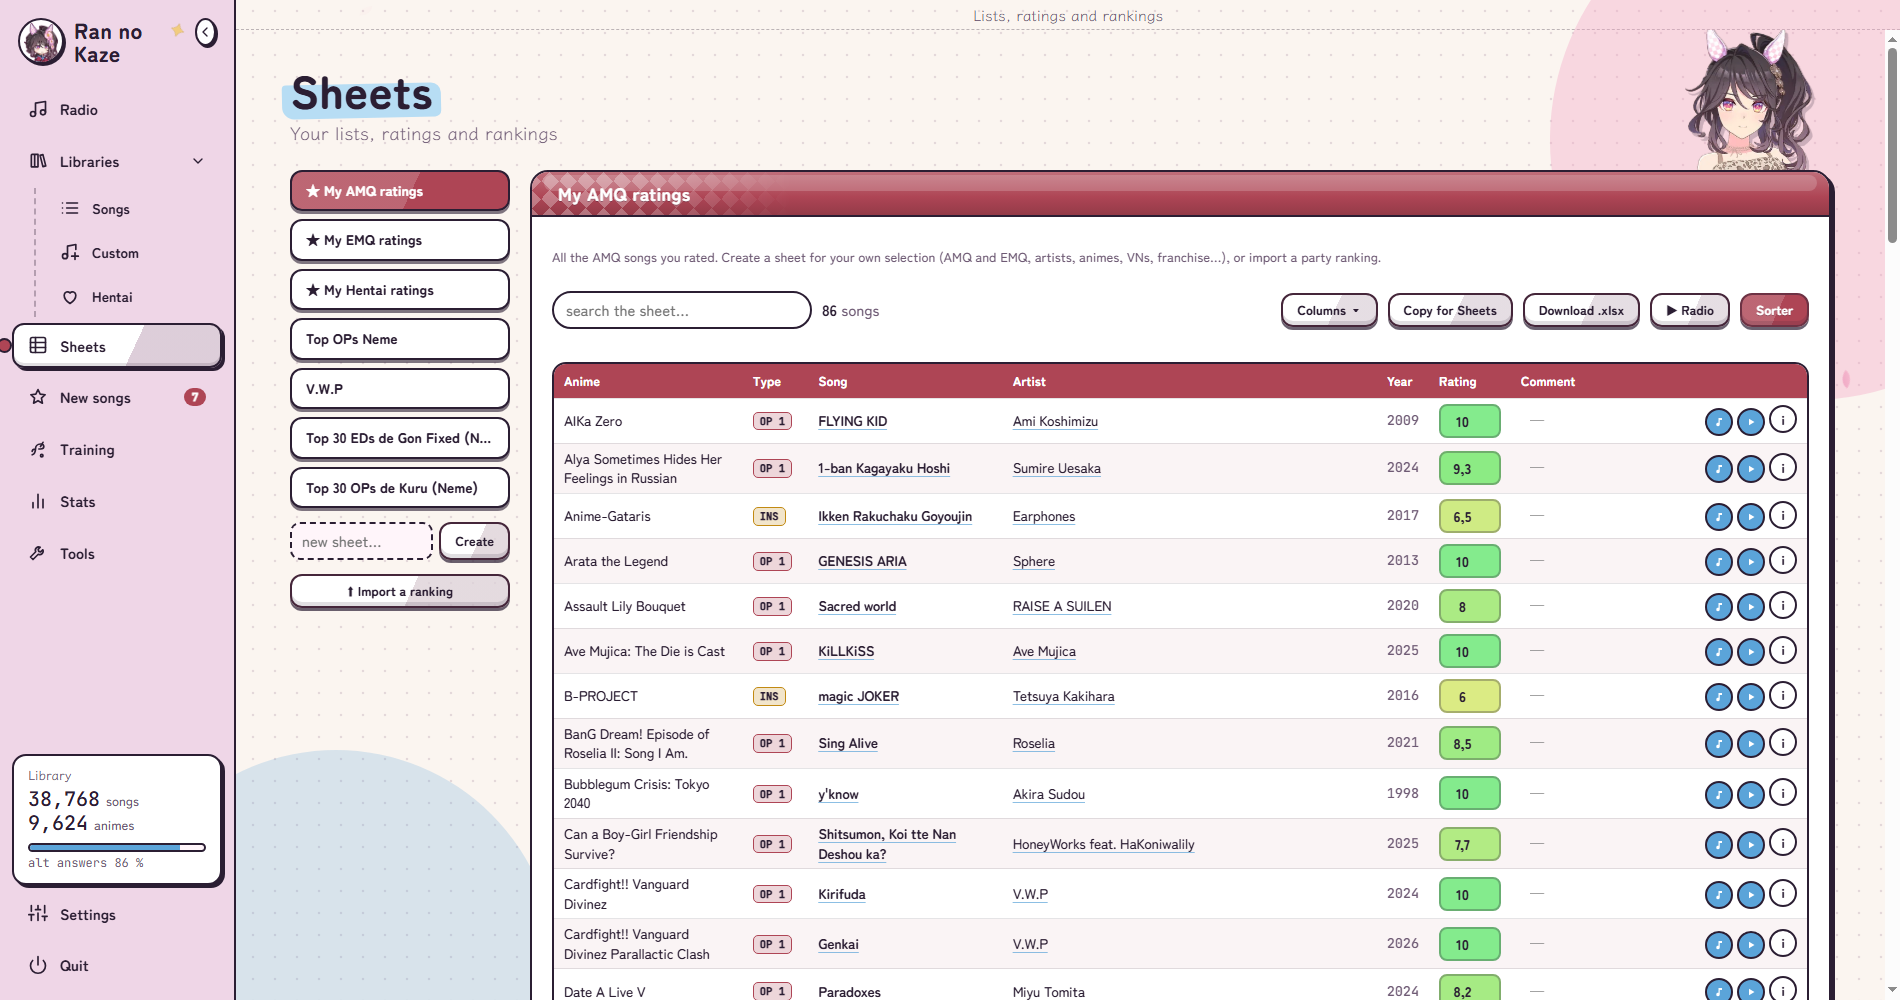 Ran no
Kaze
Radio
Libraries
Songs
Custom
Hentai
Sheets
New songs
7
Training
Stats
Tools
Library
38,768 songs
9,624 animes
alt answers 86 %
Settings
Quit
Lists, ratings and rankings
Sheets
Your lists, ratings and rankings
★ My AMQ ratings
★ My EMQ ratings
★ My Hentai ratings
Top OPs Neme
V.W.P
Top 30 EDs de Gon Fixed (N...
Top 30 OPs de Kuru (Neme)
new sheet...
Create
⬆ Import a ranking
My AMQ ratings
All the AMQ songs you rated. Create a sheet for your own selection (AMQ and EMQ, artists, animes, VNs, franchise...), or import a party ranking.
search the sheet...
86 songs
Columns
Copy for Sheets
Download .xlsx
▶ Radio
Sorter
Anime Type Song Artist Year Rating Comment
AIKa Zero OP 1 FLYING KID Ami Koshimizu 2009 10 —
Alya Sometimes Hides Her
Feelings in Russian OP 1 1-ban Kagayaku Hoshi Sumire Uesaka 2024 9,3 —
Anime-Gataris INS Ikken Rakuchaku Goyoujin Earphones 2017 6,5 —
Arata the Legend OP 1 GENESIS ARIA Sphere 2013 10 —
Assault Lily Bouquet OP 1 Sacred world RAISE A SUILEN 2020 8 —
Ave Mujica: The Die is Cast OP 1 KiLLKiSS Ave Mujica 2025 10 —
B-PROJECT INS magic JOKER Tetsuya Kakihara 2016 6 —
BanG Dream! Episode of
Roselia II: Song I Am. OP 1 Sing Alive Roselia 2021 8,5 —
Bubblegum Crisis: Tokyo
2040 OP 1 y'know Akira Sudou 1998 10 —
Can a Boy-Girl Friendship
Survive? OP 1 Shitsumon, Koi tte Nan
Deshou ka? HoneyWorks feat. HaKoniwalily 2025 7,7 —
Cardfight!! Vanguard
Divinez OP 1 Kirifuda V.W.P 2024 10 —
Cardfight!! Vanguard
Divinez Parallactic Clash OP 1 Genkai V.W.P 2026 10 —
Date A Live V OP 1 Paradoxes Miyu Tomita 2024 8,2 —